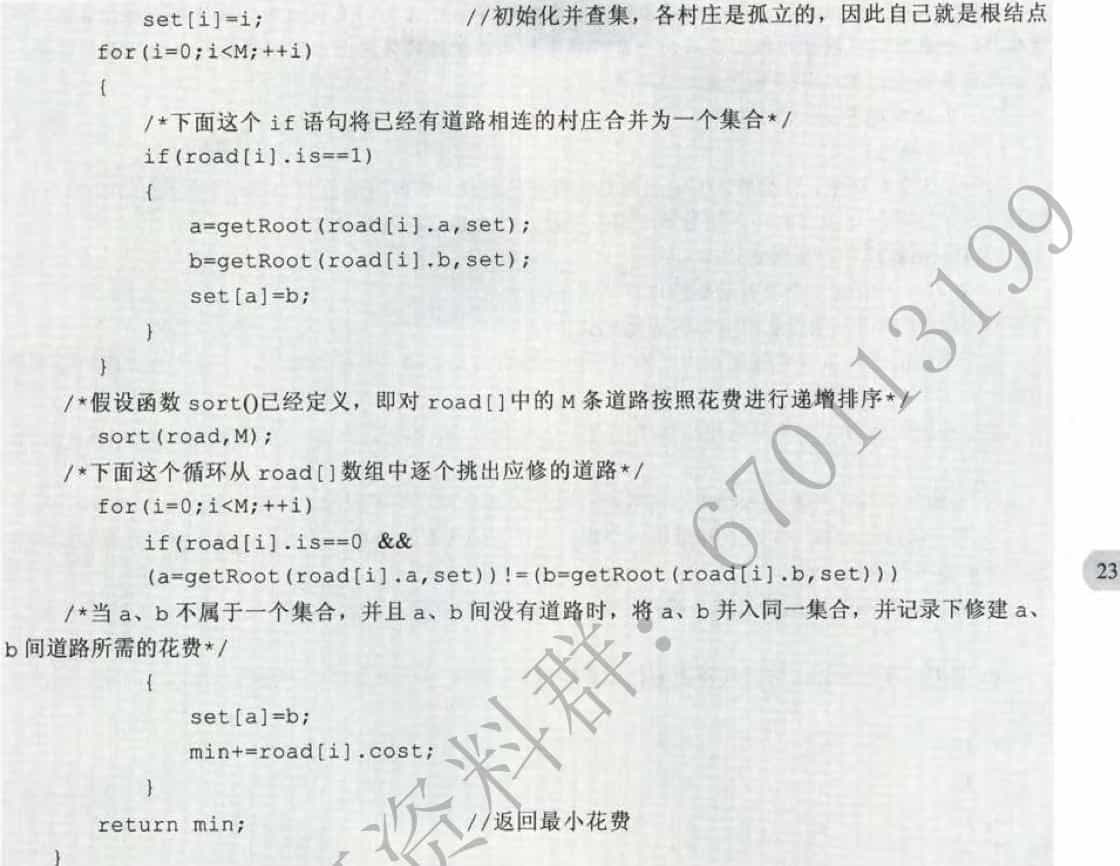 set[i]=i; //初始化并查集，各村庄是孤立的，因此自己就是根结点
for(i=0;i<M;++i)
{
/*下面这个 if 语句将已经有道路相连的村庄合并为一个集合*/
if(road[i].is==1)
{
a=getRoot(road[i].a,set);
b=getRoot(road[i].b,set);
set[a]=b;
}
}
/*假设函数 sort()已经定义，即对 road[]中的 M 条道路按照花费进行递增排序*/
sort(road,M);
/*下面这个循环从 road[]数组中逐个挑出应修的道路*/
for(i=0;i<M;++i)
if(road[i].is==0 &&
(a=getRoot(road[i].a,set))!=(b=getRoot(road[i].b,set)))
/*当 a、b 不属于一个集合，并且 a、b 间没有道路时，将 a、b 并入同一集合，并记录下修建 a、
b 间道路所需的花费*/
{
set[a]=b;
min+=road[i].cost;
}
return min; //返回最小花费
}
23
资料群：670113199